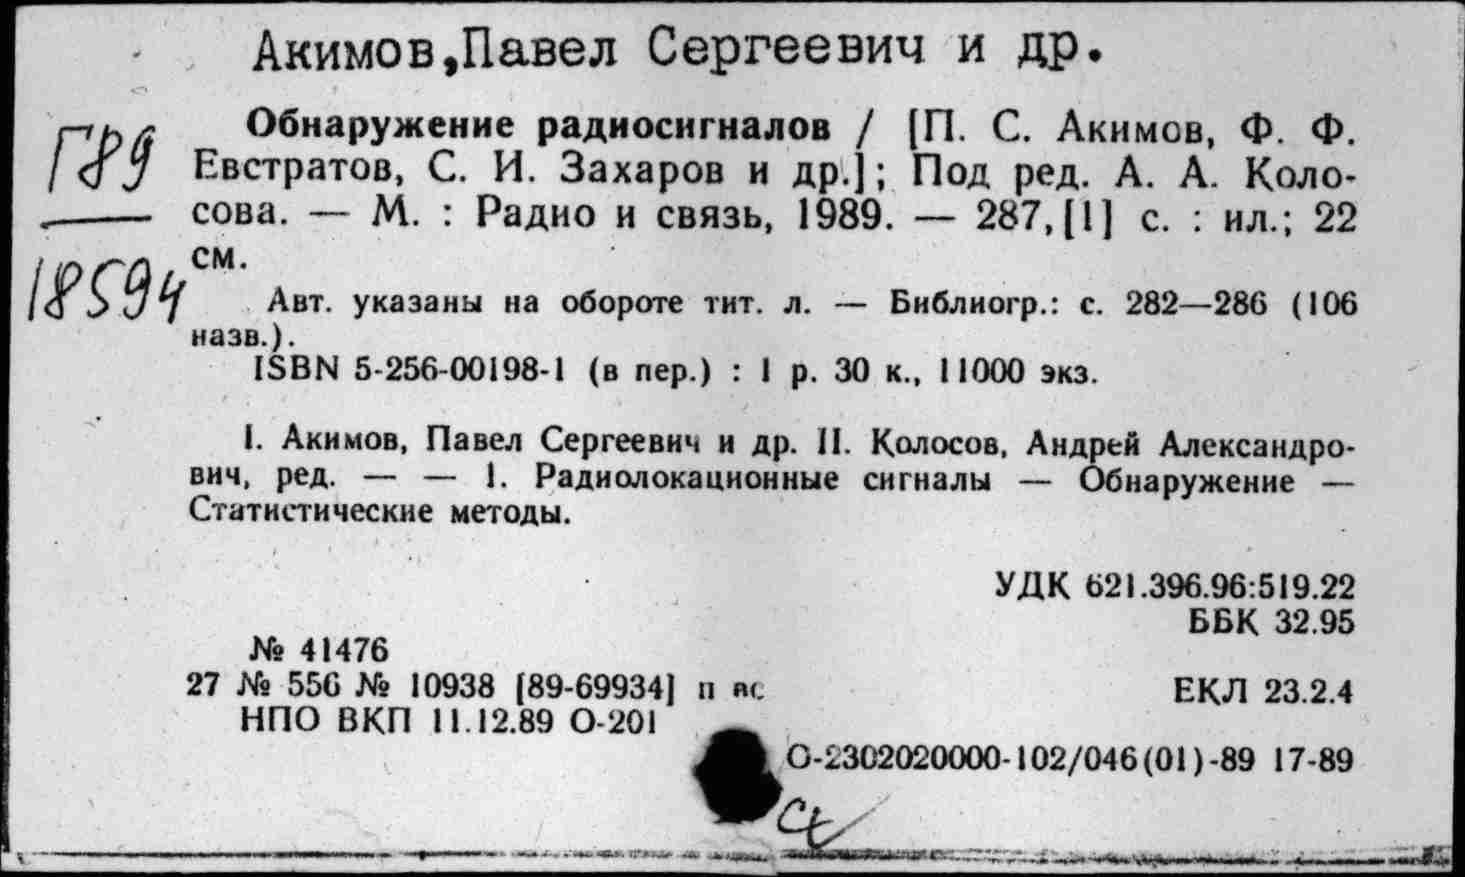 Акимов,Павел Сергеевич и др.
Г89
18594
Обнаружение радиосигналов / [П. С. Акимов, Ф. Ф.
Евстратов, С. И. Захаров и др.]; Под ред. А. А. Коло-
сова. — М. : Радио и связь, 1989. — 287,[1] с. : ил.; 22
см.
Авт. указаны на обороте тит. л. — Библиогр.: с. 282—286 (106
назв.).
ISBN 5-256-00198-1 (в пер.) : 1 р. 30 к., 11000 экз.
I. Акимов, Павел Сергеевич и др. II. Колосов, Андрей Александро-
вич, ред. — — 1. Радиолокационные сигналы — Обнаружение —
Статистические методы.
УДК 621.396.96:519.22
ББК 32.95
№ 41476
27 № 556 № 10938 [89-69934] п вс
ЕКЛ 23.2.4
НПО ВКП 11.12.89 О-201
О-2302020000-102/046(01)-89 17-89